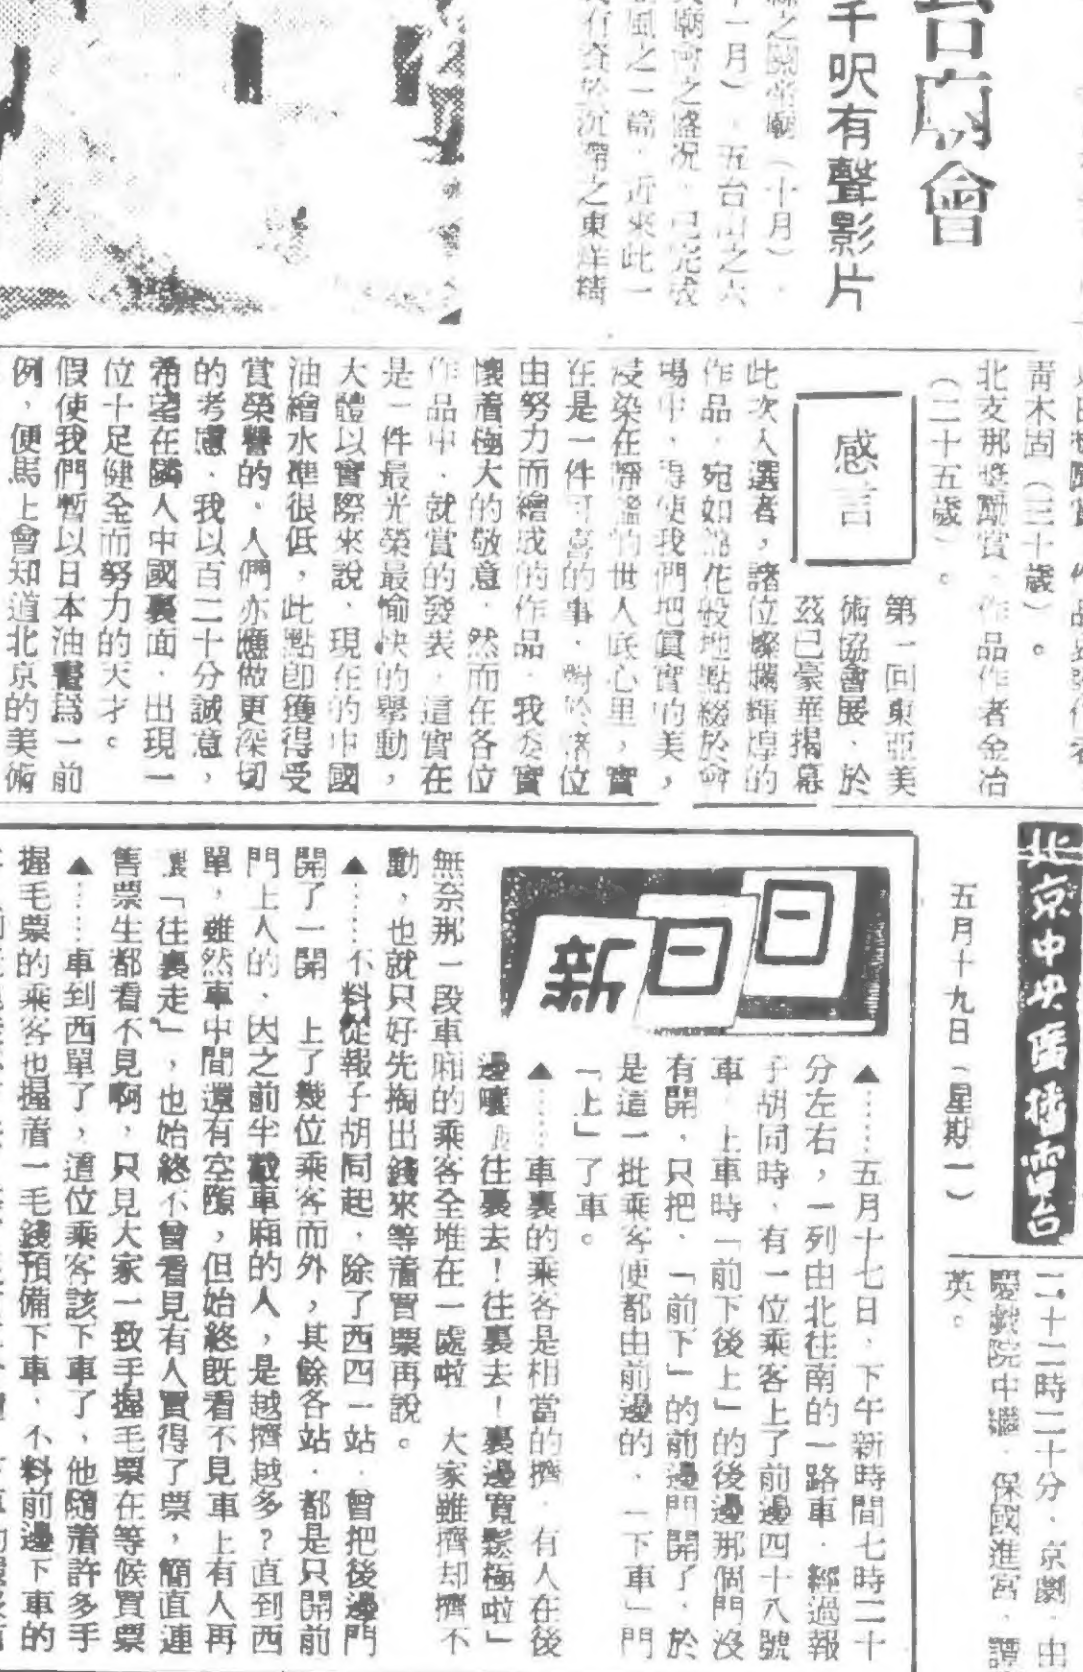 台廟會
千呎有聲影片
縣之關帝廟（十月）、
十一月）、五台山之六
廟會之盛况、已完成
風之一篇、近來此一
有資於沉滯之東洋精
青木固（三十歲）。
北支那獎勵賞、作品作者金冶
（二十五歲）。
感言
第一回東亞美
術協會展、於
茲已豪華揭幕
此次入選者，諸位燦爛輝煌的
作品、宛如 花般地點綴於會
場中、得使我們把眞實的美，
浸染在靜謐的世人底心里，實
在是一件可喜的事、對於諸位
由努力而繪成的作品、我 實
懷着極大的敬意、然而在各位
作品中、就賞的發表、這實在
是一件最光榮最愉快的舉動，
大體以實際來說、現在的中國
油繪水準很低，此點卽獲得受
賞榮譽的、人們亦應做更深切
的考慮、我以百二十分誠意，
希望在隣人中國裏面、出現一
位十足健全而努力的天才。
假使我們暫以日本油畫爲一前
例，便馬上會知道北京的美術
北京中央廣播電台
五月十九日（星期一）
二十二時二十分、京劇、由
慶戲院中繼、保國進宮、譚
英。
日日新
▲……五月十七日、下午新時間七時二十
分左右，一列由北往南的一路車、經過報
子胡同時、有一位乘客上了前邊四十八號
車、上車時「前下後上」的後邊那個門沒
有開、只把、「前下」的前邊門開了、於
是這一批乘客便都由前邊的、「下車」門
「上」了車。
▲……車裏的乘客是相當的擠、有人在後
邊嚷「往裏去！往裏去！裏邊寬鬆極啦」
無奈那一段車廂的乘客全堆在一處啦　大家雖擠却擠不
動，也就只好先掏出錢來等着買票再說。
▲……不料從報子胡同起，除了西四一站、曾把後邊門
開了一開　上了幾位乘客而外，其餘各站、都是只開前
門上人的、因之前半截車廂的人，是越擠越多？直到西
單，雖然車中間還有空隙，但始終旣看不見車上有人再
嚷「往裏走」，也始終不曾看見有人買得了票，簡直連
售票生都看不見啊，只見大家一致手握毛票在等候買票
▲……車到西單了，這位乘客該下車了，他隨着許多手
握毛票的乘客也握着一毛錢預備下車、不料前邊下車的